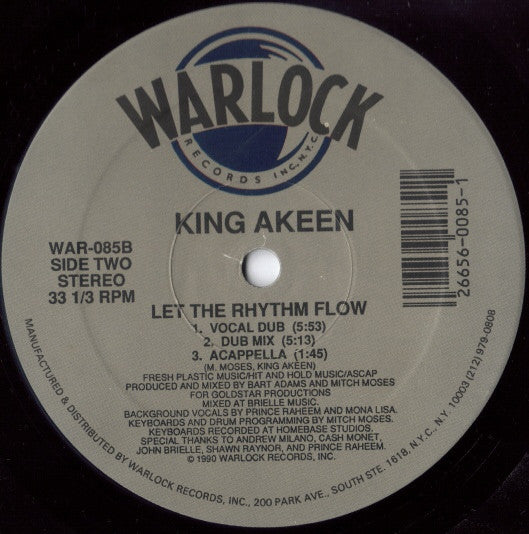 WARLOCK
RECORDS INC. N.Y.C.
KING AKEEN
WAR-085B
SIDE TWO
STEREO
33 1/3 RPM
26656-0085-1
LET THE RHYTHM FLOW
1. VOCAL DUB (5:53)
2. DUB MIX (5:13)
3. ACAPPELLA (1:45)
(M. MOSES, KING AKEEN)
FRESH PLASTIC MUSIC/HIT AND HOLD MUSIC/ASCAP
PRODUCED AND MIXED BY BART ADAMS AND MITCH MOSES
FOR GOLDSTAR PRODUCTIONS
MIXED AT BRIELLE MUSIC.
BACKGROUND VOCALS BY PRINCE RAHEEM AND MONA LISA.
KEYBOARDS AND DRUM PROGRAMMING BY MITCH MOSES.
KEYBOARDS RECORDED AT HOMEBASE STUDIOS.
SPECIAL THANKS TO ANDREW MILANO, CASH MONET,
JOHN BRIELLE, SHAWN RAYNOR, AND PRINCE RAHEEM.
© 1990 WARLOCK RECORDS, INC.
MANUFACTURED & DISTRIBUTED BY WARLOCK RECORDS, INC., 200 PARK AVE., SOUTH STE. 1618, N.Y.C., N.Y. 10003 (212) 979-0808